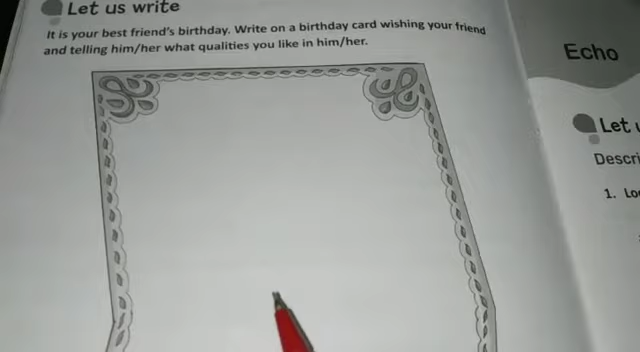 Let us write
It is your best friend's birthday. Write on a birthday card wishing your friend
and telling him/her what qualities you like in him/her.
Echo
Let
Descri
1.